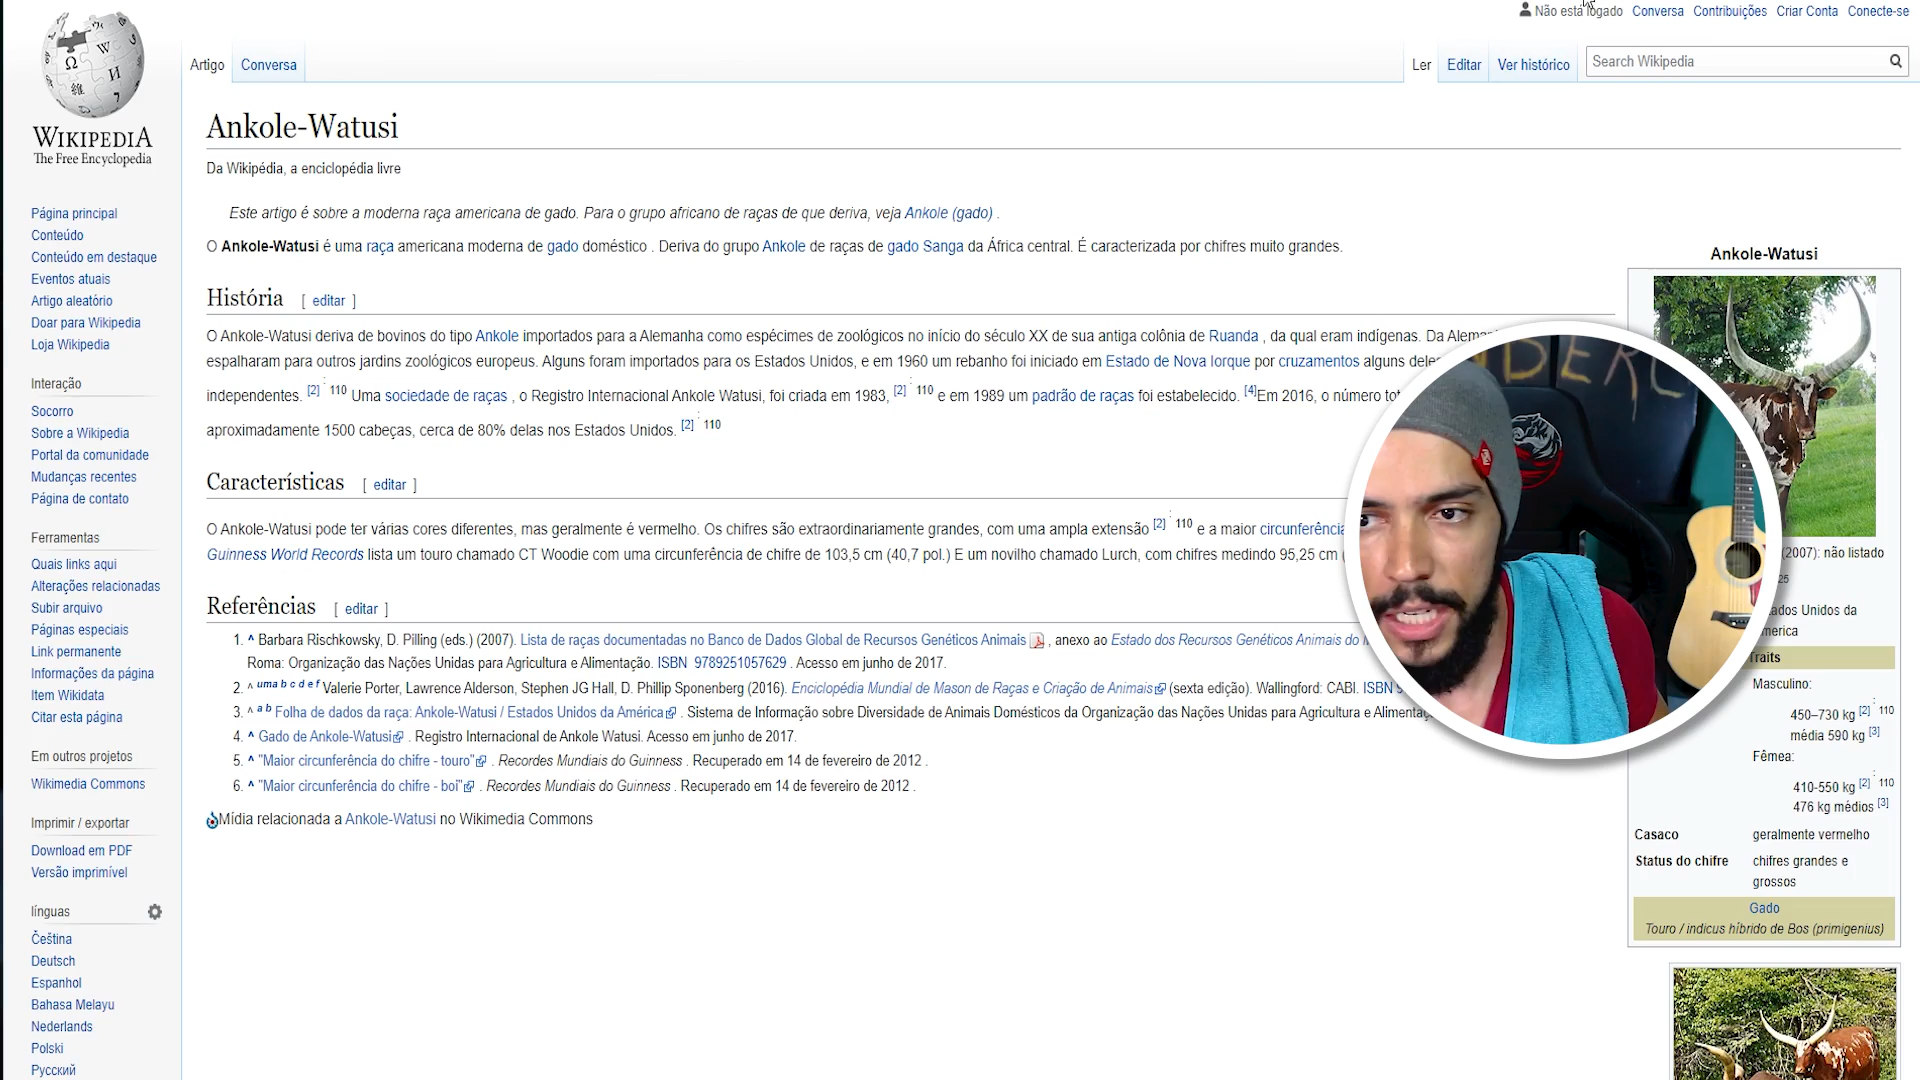 Não está logado Conversa Contribuições Criar Conta Conecte-se
WIKIPEDIA
The Free Encyclopedia
Artigo Conversa
Ler Editar Ver histórico Search Wikipedia
Ankole-Watusi
Da Wikipédia, a enciclopédia livre
Este artigo é sobre a moderna raça americana de gado. Para o grupo africano de raças de que deriva, veja Ankole (gado) .
O Ankole-Watusi é uma raça americana moderna de gado doméstico . Deriva do grupo Ankole de raças de gado Sanga da África central. É caracterizada por chifres muito grandes.
História [ editar ]
O Ankole-Watusi deriva de bovinos do tipo Ankole importados para a Alemanha como espécimes de zoológicos no início do século XX de sua antiga colônia de Ruanda , da qual eram indígenas. Da
espalharam para outros jardins zoológicos europeus. Alguns foram importados para os Estados Unidos, e em 1960 um rebanho foi iniciado em Estado de Nova Iorque por cruzamentos alguns
independentes. [2] : 110 Uma sociedade de raças , o Registro Internacional Ankole Watusi, foi criada em 1983, [2] : 110 e em 1989 um padrão de raças foi estabelecido. [4]Em 2016, o número
aproximadamente 1500 cabeças, cerca de 80% delas nos Estados Unidos. [2] : 110
Características [ editar ]
O Ankole-Watusi pode ter várias cores diferentes, mas geralmente é vermelho. Os chifres são extraordinariamente grandes, com uma ampla extensão [2] : 110 e a maior circunferência
Guinness World Records lista um touro chamado CT Woodie com uma circunferência de chifre de 103,5 cm (40,7 pol.) E um novilho chamado Lurch, com chifres medindo 95,25 cm
Referências [ editar ]
1. ^ Barbara Rischkowsky, D. Pilling (eds.) (2007). Lista de raças documentadas no Banco de Dados Global de Recursos Genéticos Animais , anexo ao Estado dos Recursos Genéticos Animais do
Roma: Organização das Nações Unidas para Agricultura e Alimentação. ISBN 9789251057629 . Acesso em junho de 2017.
2. ^ uma b c d e f Valerie Porter, Lawrence Alderson, Stephen JG Hall, D. Phillip Sponenberg (2016). Enciclopédia Mundial de Mason de Raças e Criação de Animais (sexta edição). Wallingford: CABI. ISBN
3. ^ a b Folha de dados da raça: Ankole-Watusi / Estados Unidos da América . Sistema de Informação sobre Diversidade de Animais Domésticos da Organização das Nações Unidas para Agricultura e
4. ^ Gado de Ankole-Watusi . Registro Internacional de Ankole Watusi. Acesso em junho de 2017.
5. ^ "Maior circunferência do chifre - touro" . Recordes Mundiais do Guinness . Recuperado em 14 de fevereiro de 2012 .
6. ^ "Maior circunferência do chifre - boi" . Recordes Mundiais do Guinness . Recuperado em 14 de fevereiro de 2012 .
Mídia relacionada a Ankole-Watusi no Wikimedia Commons
Página principal
Conteúdo
Conteúdo em destaque
Eventos atuais
Artigo aleatório
Doar para Wikipedia
Loja Wikipedia
Interação
Socorro
Sobre a Wikipedia
Portal da comunidade
Mudanças recentes
Página de contato
Ferramentas
Quais links aqui
Alterações relacionadas
Subir arquivo
Páginas especiais
Link permanente
Informações da página
Item Wikidata
Citar esta página
Em outros projetos
Wikimedia Commons
Imprimir / exportar
Download em PDF
Versão imprimível
línguas
Čeština
Deutsch
Espanhol
Bahasa Melayu
Nederlands
Polski
Русский
Ankole-Watusi
(2007): não listado
25
Unidos da
Traits
Masculino:
450–730 kg [2] : 110
média 590 kg [3]
Fêmea:
410-550 kg [2] : 110
476 kg médios [3]
Casaco geralmente vermelho
Status do chifre chifres grandes e
grossos
Gado
Touro / indicus híbrido de Bos (primigenius)